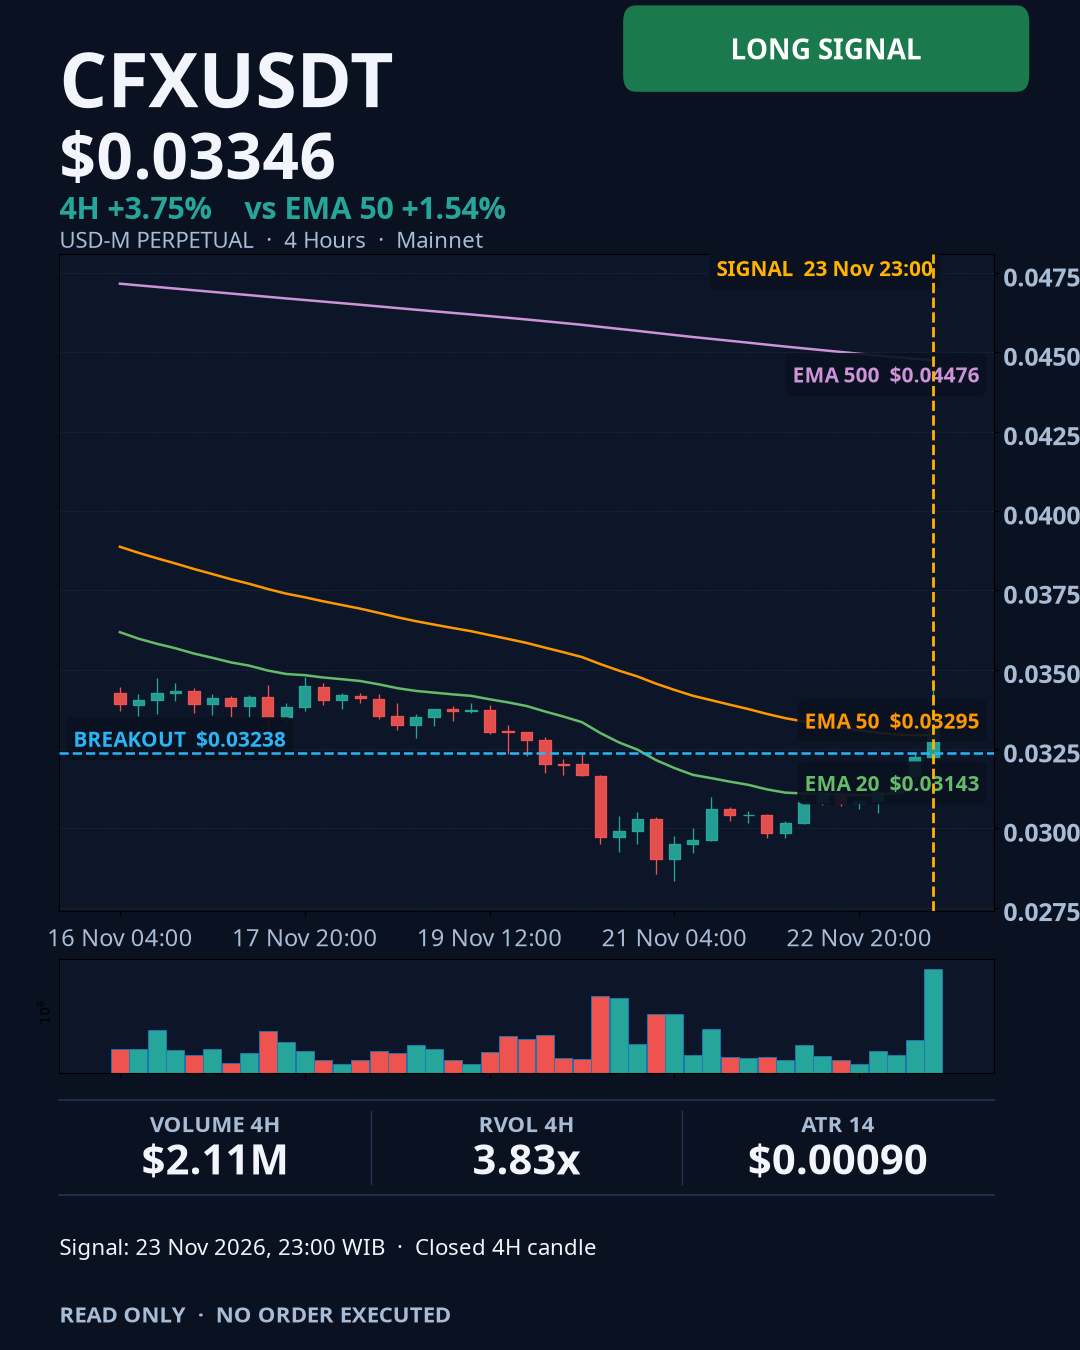 LONG SIGNAL
CFXUSDT
$0.03346
4H +3.75% vs EMA 50 +1.54%
USD-M PERPETUAL · 4 Hours · Mainnet
SIGNAL 23 Nov 23:00
0.0475
0.0450
EMA 500 $0.04476
0.0425
0.0400
0.0375
0.0350
EMA 50 $0.03295
BREAKOUT $0.03238
0.0325
EMA 20 $0.03143
0.0300
0.0275
16 Nov 04:00 17 Nov 20:00 19 Nov 12:00 21 Nov 04:00 22 Nov 20:00
10⁶
VOLUME 4H RVOL 4H ATR 14
$2.11M 3.83x $0.00090
Signal: 23 Nov 2026, 23:00 WIB · Closed 4H candle
READ ONLY · NO ORDER EXECUTED